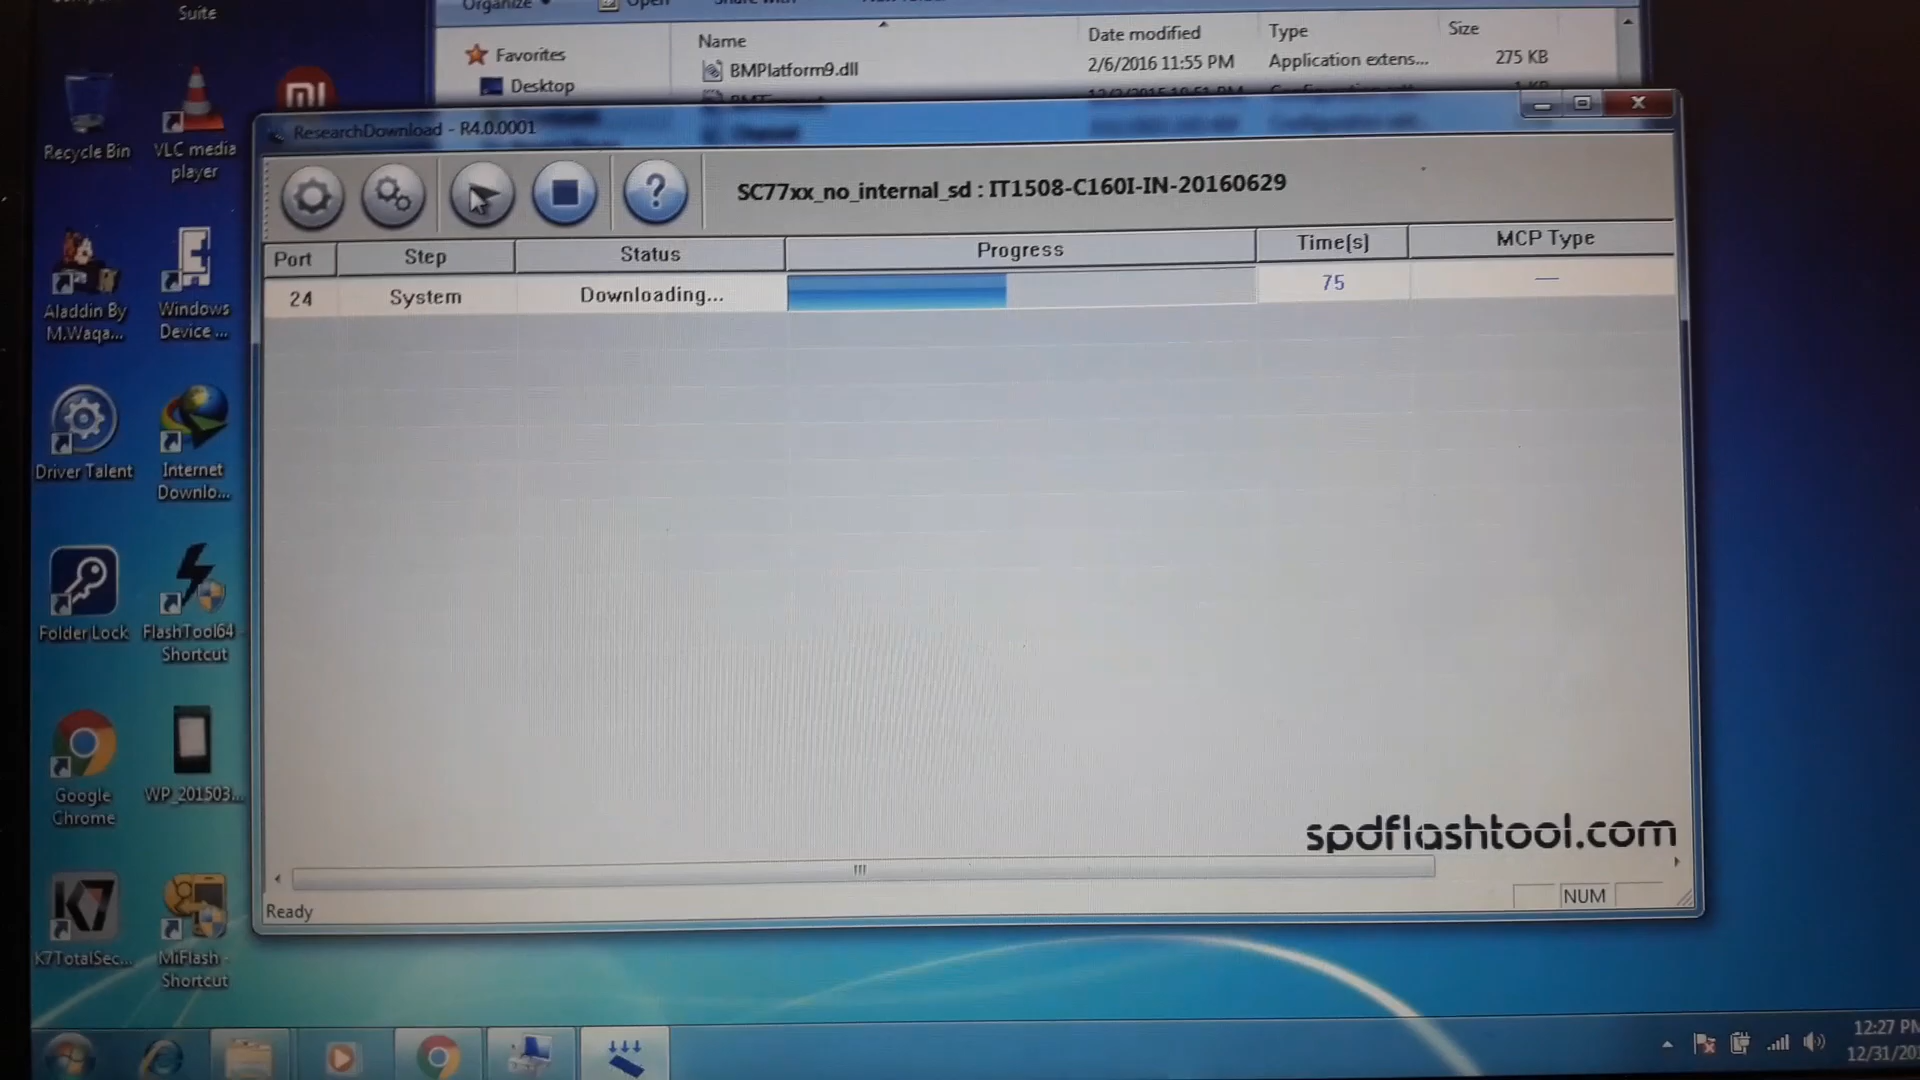 Suite
Organize
Open
Name
Date modified
Type
Size
Favorites
BMPlatform9.dll
2/6/2016 11:55 PM
Application extens...
275 KB
Desktop
Recycle Bin
VLC media
player
ResearchDownload - R4.0.0001
SC77xx_no_internal_sd : IT1508-C160I-IN-20160629
Port
Step
Status
Progress
Time(s)
MCP Type
24
System
Downloading...
75
Aladdin By
M.Waqa...
Windows
Device ...
Driver Talent
Internet
Downlo...
Folder Lock
FlashTool64 -
Shortcut
Google
Chrome
WP_201503...
spdflashtool.com
K7TotalSec...
MiFlash -
Shortcut
Ready
NUM
12:27 PM
12/31/20